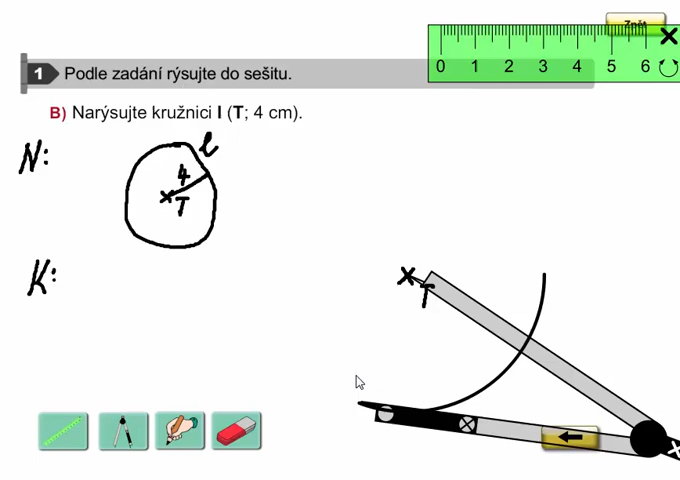 Zpět
0 1 2 3 4 5 6
1 Podle zadání rýsujte do sešitu.
B) Narýsujte kružnici l (T; 4 cm).
N:
l
4
T
K:
T